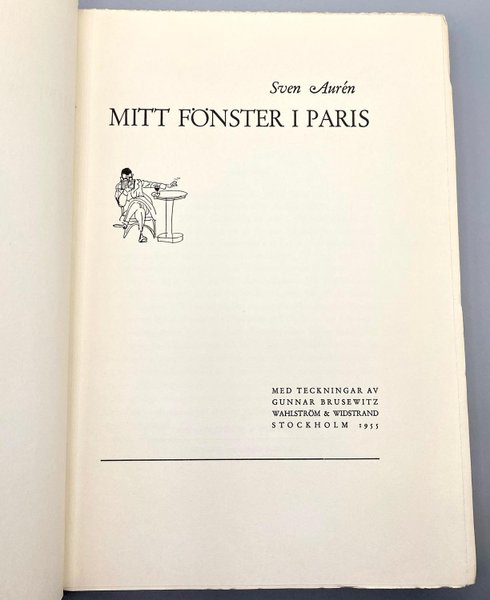 Sven Aurén
MITT FÖNSTER I PARIS
MED TECKNINGAR AV
GUNNAR BRUSEWITZ
WAHLSTRÖM & WIDSTRAND
STOCKHOLM 1955